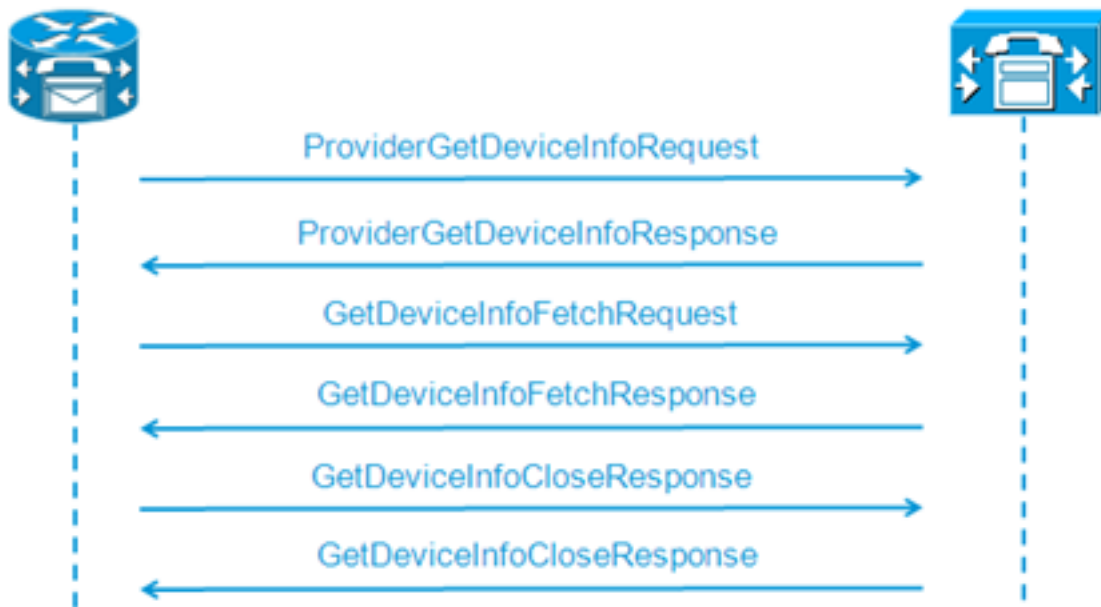 ProviderGetDeviceInfoRequest
ProviderGetDeviceInfoResponse
GetDeviceInfoFetchRequest
GetDeviceInfoFetchResponse
GetDeviceInfoCloseResponse
GetDeviceInfoCloseResponse